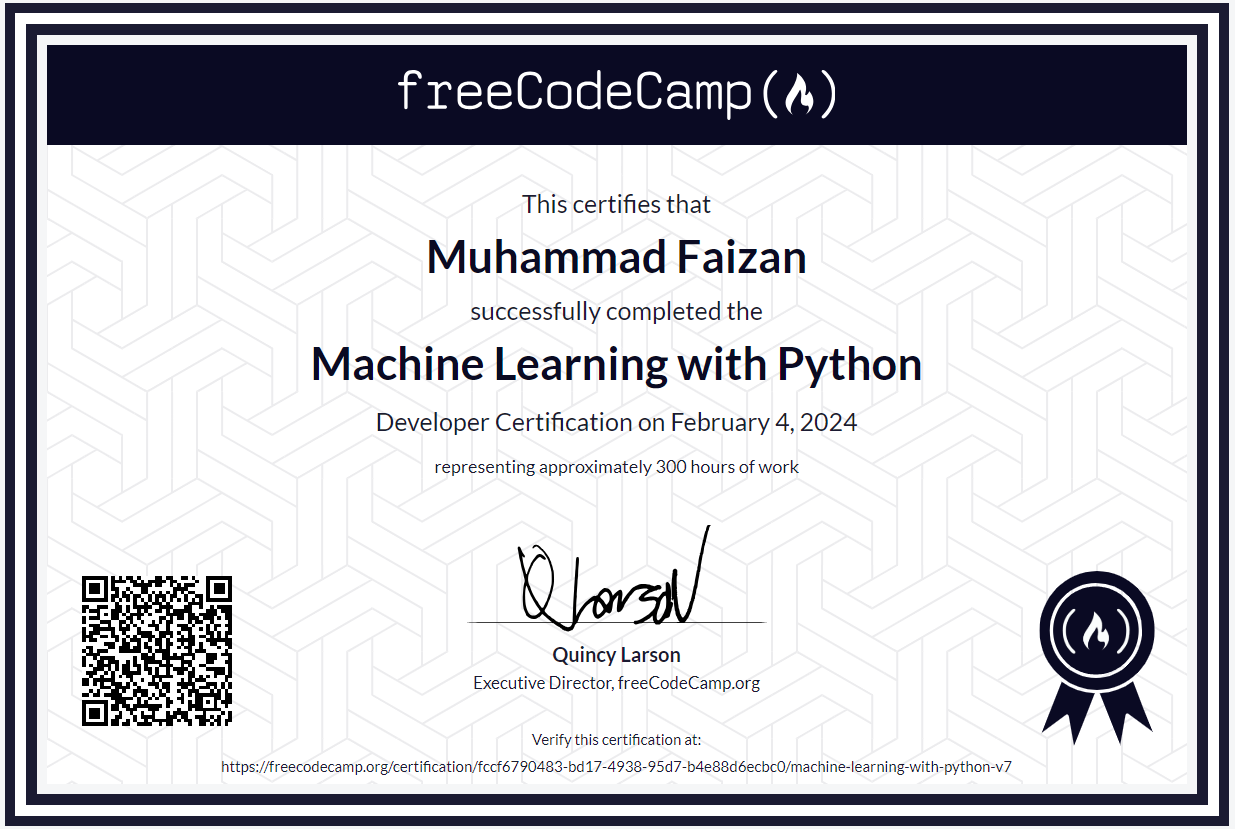 freeCodeCamp
This certifies that
Muhammad Faizan
successfully completed the
Machine Learning with Python
Developer Certification on February 4, 2024
representing approximately 300 hours of work
Q Larson
Quincy Larson
Executive Director, freeCodeCamp.org
Verify this certification at:
https://freecodecamp.org/certification/fccf6790483-bd17-4938-95d7-b4e88d6ecbc0/machine-learning-with-python-v7